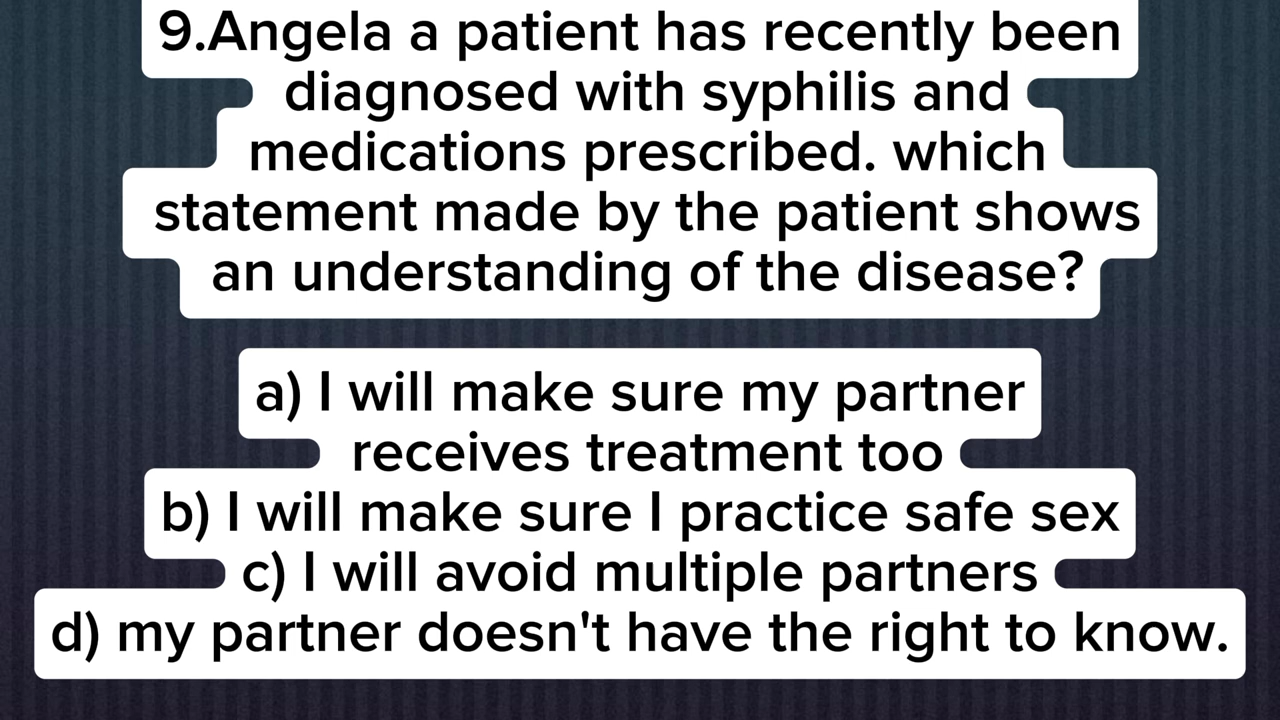 9.Angela a patient has recently been
diagnosed with syphilis and
medications prescribed. which
statement made by the patient shows
an understanding of the disease?
a) I will make sure my partner
receives treatment too
b) I will make sure I practice safe sex
c) I will avoid multiple partners
d) my partner doesn't have the right to know.